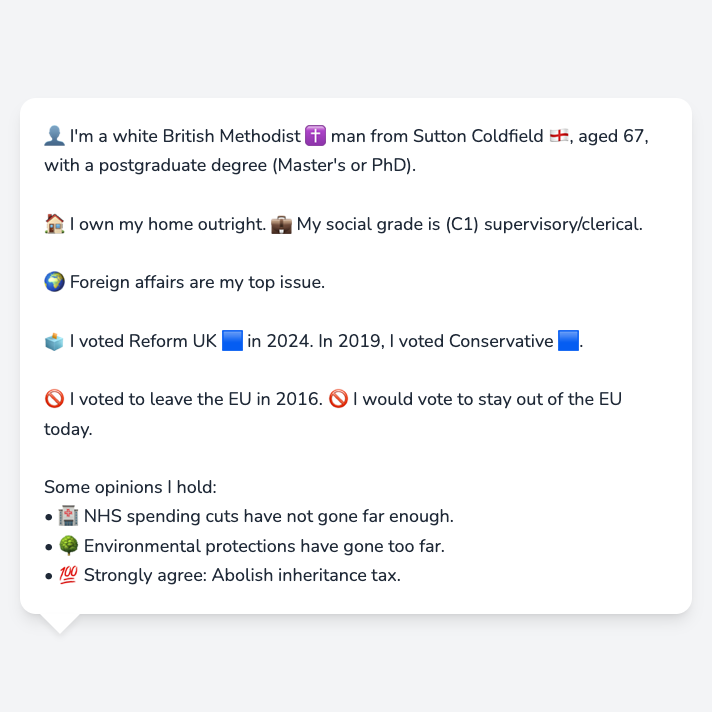 👤 I'm a white British Methodist ✝️ man from Sutton Coldfield 🏴󠁧󠁢󠁥󠁮󠁧󠁿, aged 67,
with a postgraduate degree (Master's or PhD).
🏠 I own my home outright. 💼 My social grade is (C1) supervisory/clerical.
🌍 Foreign affairs are my top issue.
🗳️ I voted Reform UK 🟦 in 2024. In 2019, I voted Conservative 🟦.
🚫 I voted to leave the EU in 2016. 🚫 I would vote to stay out of the EU
today.
Some opinions I hold:
• 🏥 NHS spending cuts have not gone far enough.
• 🌳 Environmental protections have gone too far.
• 💯 Strongly agree: Abolish inheritance tax.